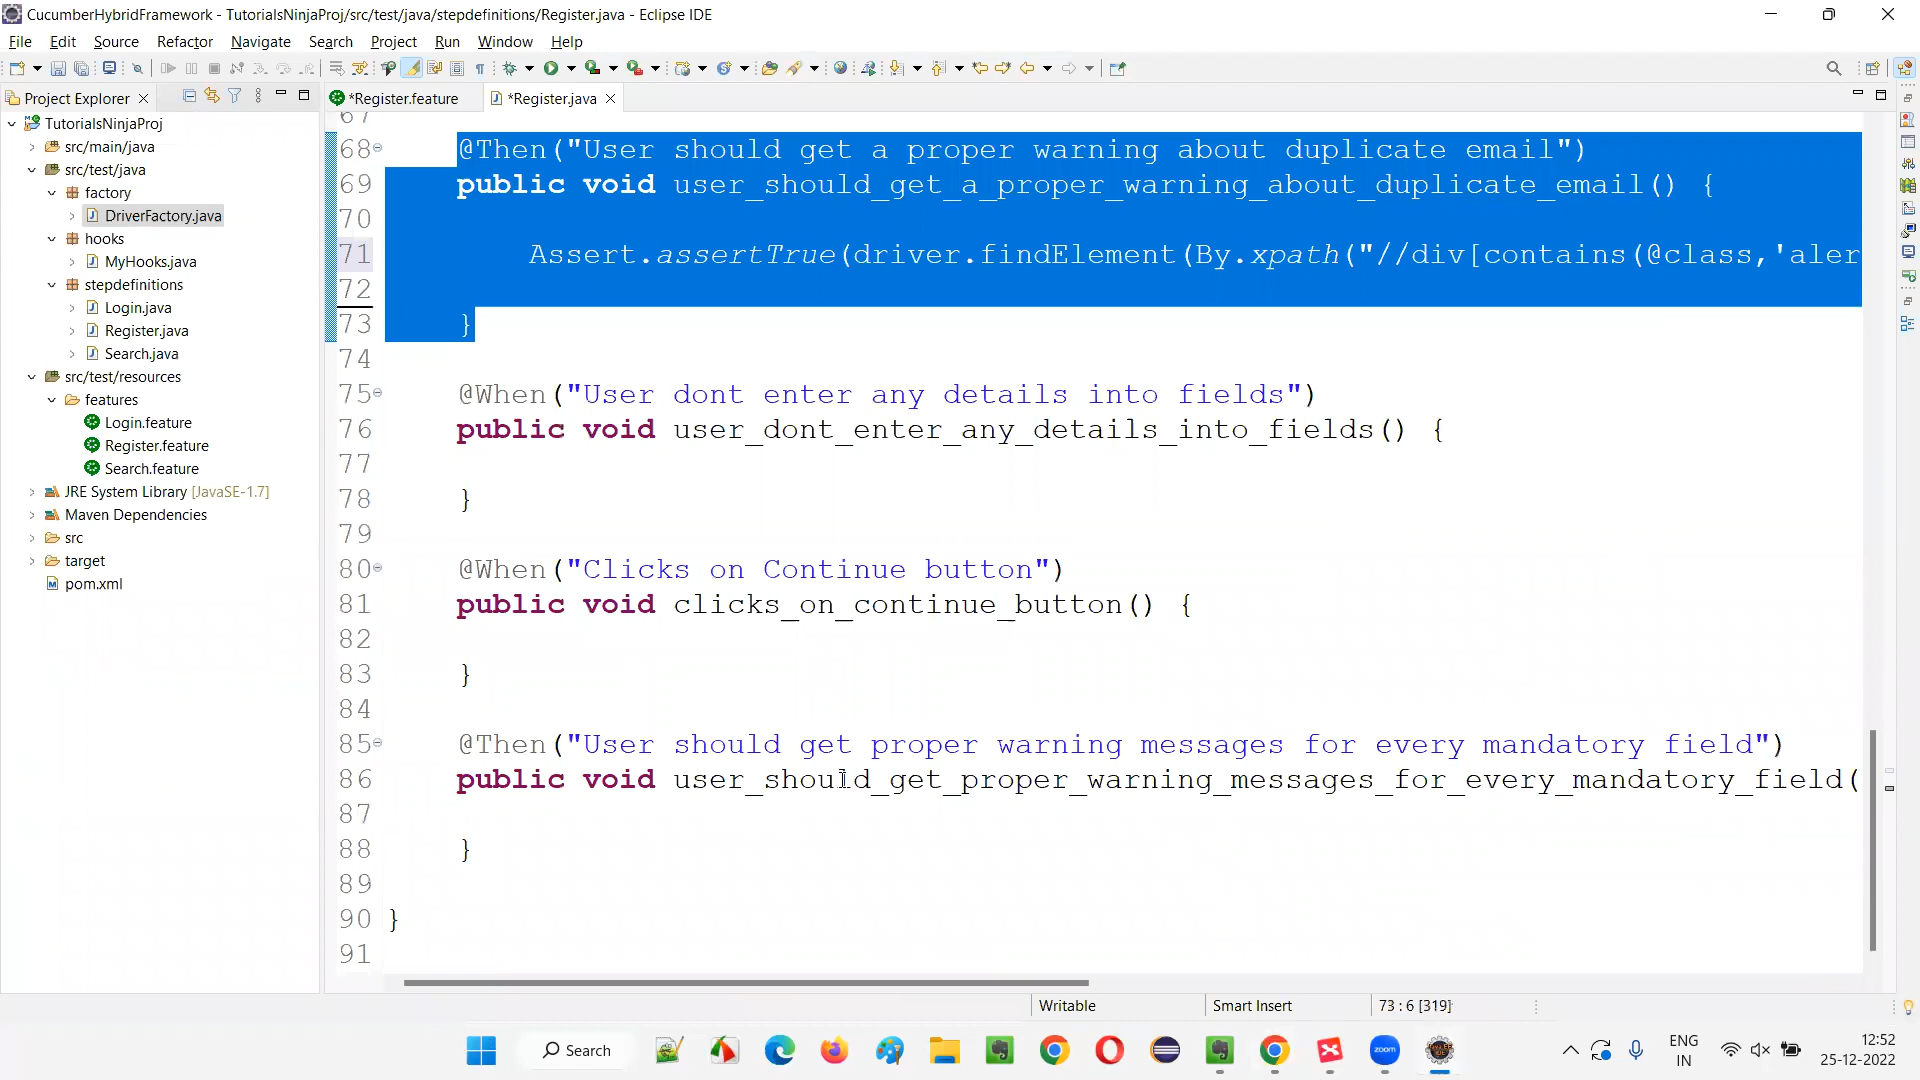 CucumberHybridFramework - TutorialsNinjaProj/src/test/java/stepdefinitions/Register.java - Eclipse IDE
File Edit Source Refactor Navigate Search Project Run Window Help
Project Explorer
*Register.feature
*Register.java
TutorialsNinjaProj
src/main/java
src/test/java
factory
DriverFactory.java
hooks
MyHooks.java
stepdefinitions
Login.java
Register.java
Search.java
src/test/resources
features
Login.feature
Register.feature
Search.feature
JRE System Library [JavaSE-1.7]
Maven Dependencies
src
target
pom.xml
67
68 @Then("User should get a proper warning about duplicate email")
69 public void user_should_get_a_proper_warning_about_duplicate_email() {
70
71 Assert.assertTrue(driver.findElement(By.xpath("//div[contains(@class,'aler
72
73 }
74
75 @When("User dont enter any details into fields")
76 public void user_dont_enter_any_details_into_fields() {
77
78 }
79
80 @When("Clicks on Continue button")
81 public void clicks_on_continue_button() {
82
83 }
84
85 @Then("User should get proper warning messages for every mandatory field")
86 public void user_should_get_proper_warning_messages_for_every_mandatory_field(
87
88 }
89
90 }
91
Writable
Smart Insert
73 : 6 [319]
Search
zoom
ENG
IN
12:52
25-12-2022